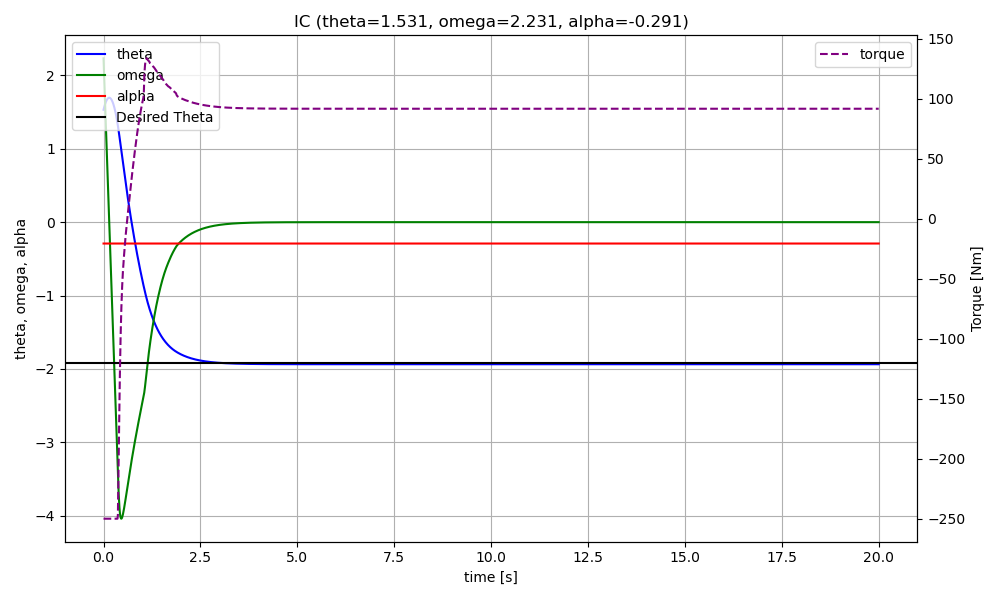 IC (theta=1.531, omega=2.231, alpha=-0.291)
theta
omega
alpha
Desired Theta
torque
theta, omega, alpha
2
1
0
−1
−2
−3
−4
Torque [Nm]
150
100
50
0
−50
−100
−150
−200
−250
0.0 2.5 5.0 7.5 10.0 12.5 15.0 17.5 20.0
time [s]